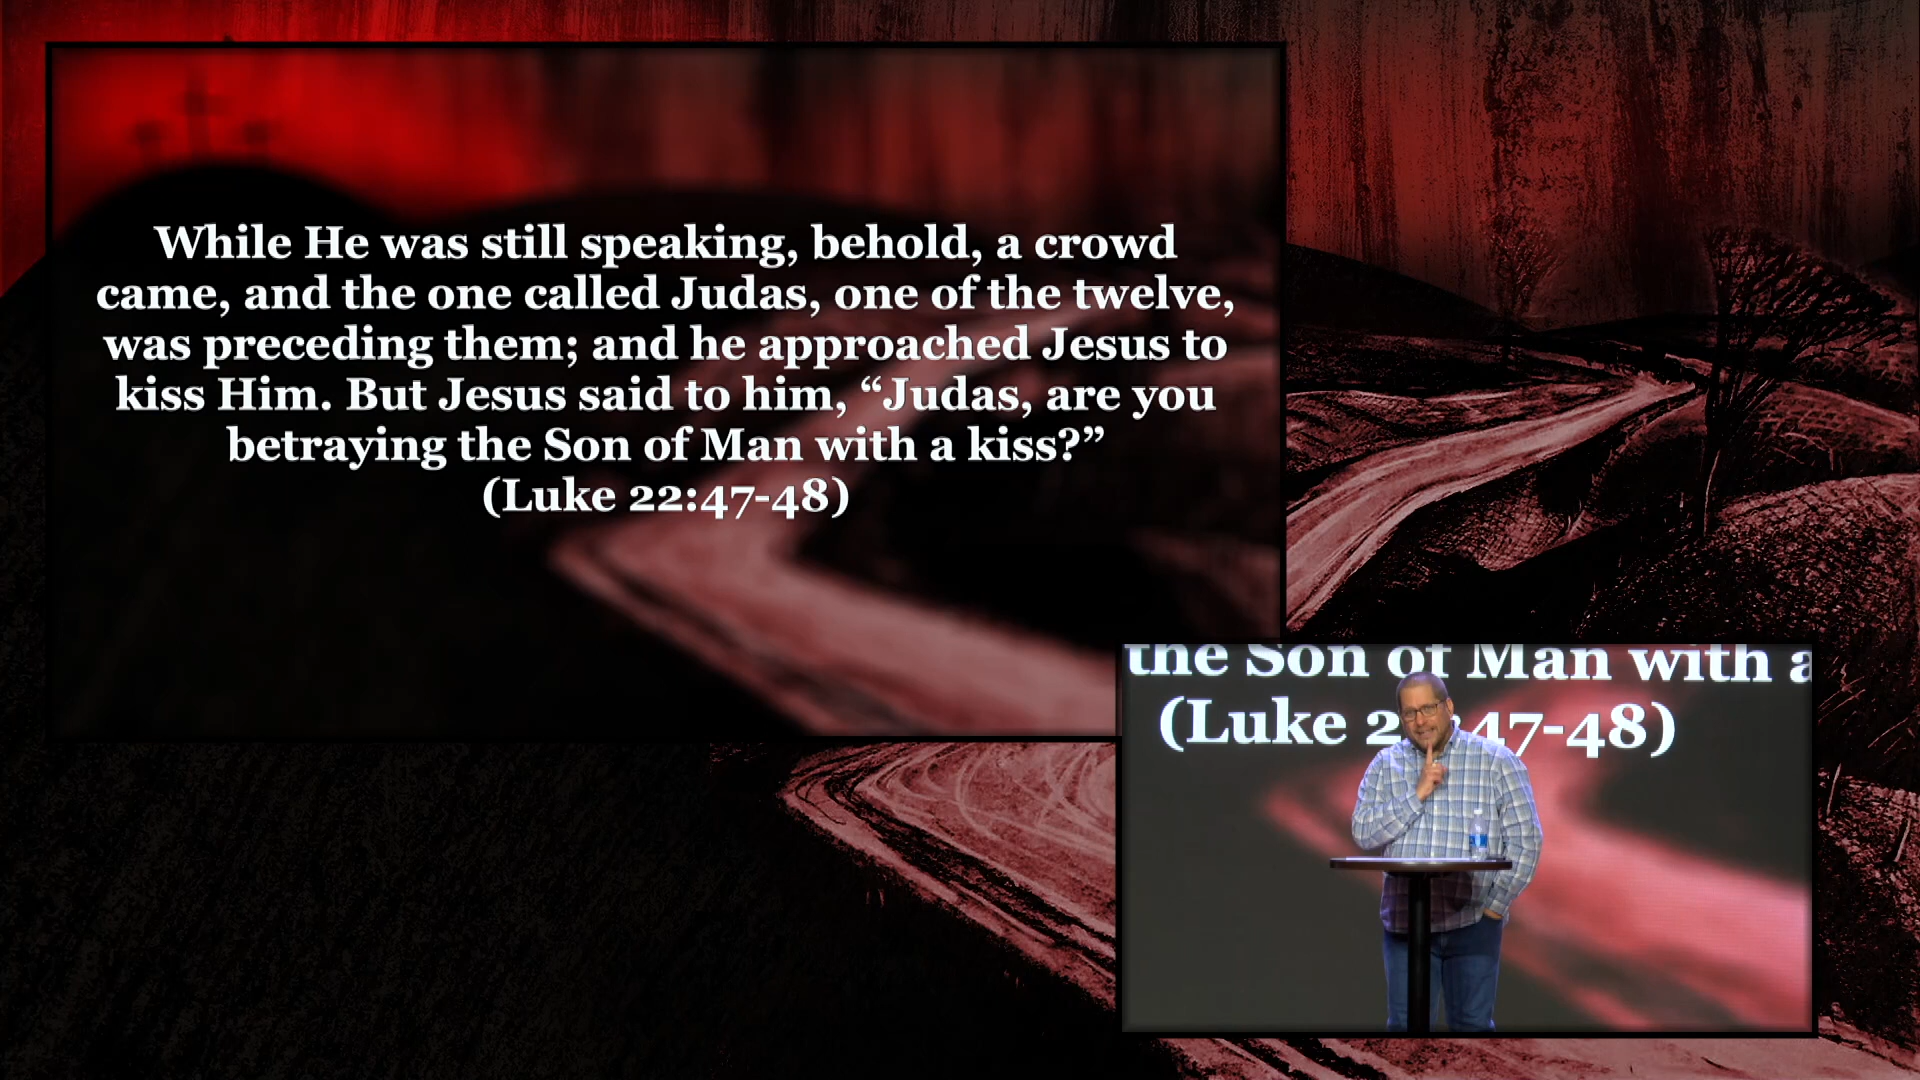 While He was still speaking, behold, a crowd
came, and the one called Judas, one of the twelve,
was preceding them; and he approached Jesus to
kiss Him. But Jesus said to him, “Judas, are you
betraying the Son of Man with a kiss?”
(Luke 22:47-48)
the Son of Man with a
(Luke 2 :47-48)